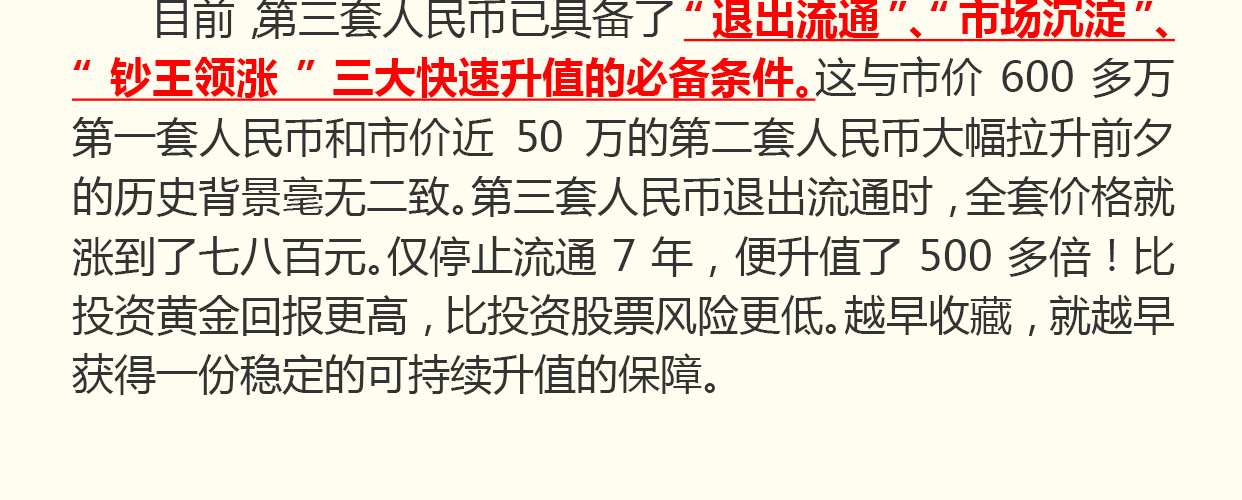 目前，第三套人民币已具备了“退出流通”、“市场沉淀”、
“钞王领涨”三大快速升值的必备条件。这与市价 600 多万
第一套人民币和市价近 50 万的第二套人民币大幅拉升前夕
的历史背景毫无二致。第三套人民币退出流通时，全套价格就
涨到了七八百元。仅停止流通 7 年，便升值了 500 多倍！比
投资黄金回报更高，比投资股票风险更低。越早收藏，就越早
获得一份稳定的可持续升值的保障。